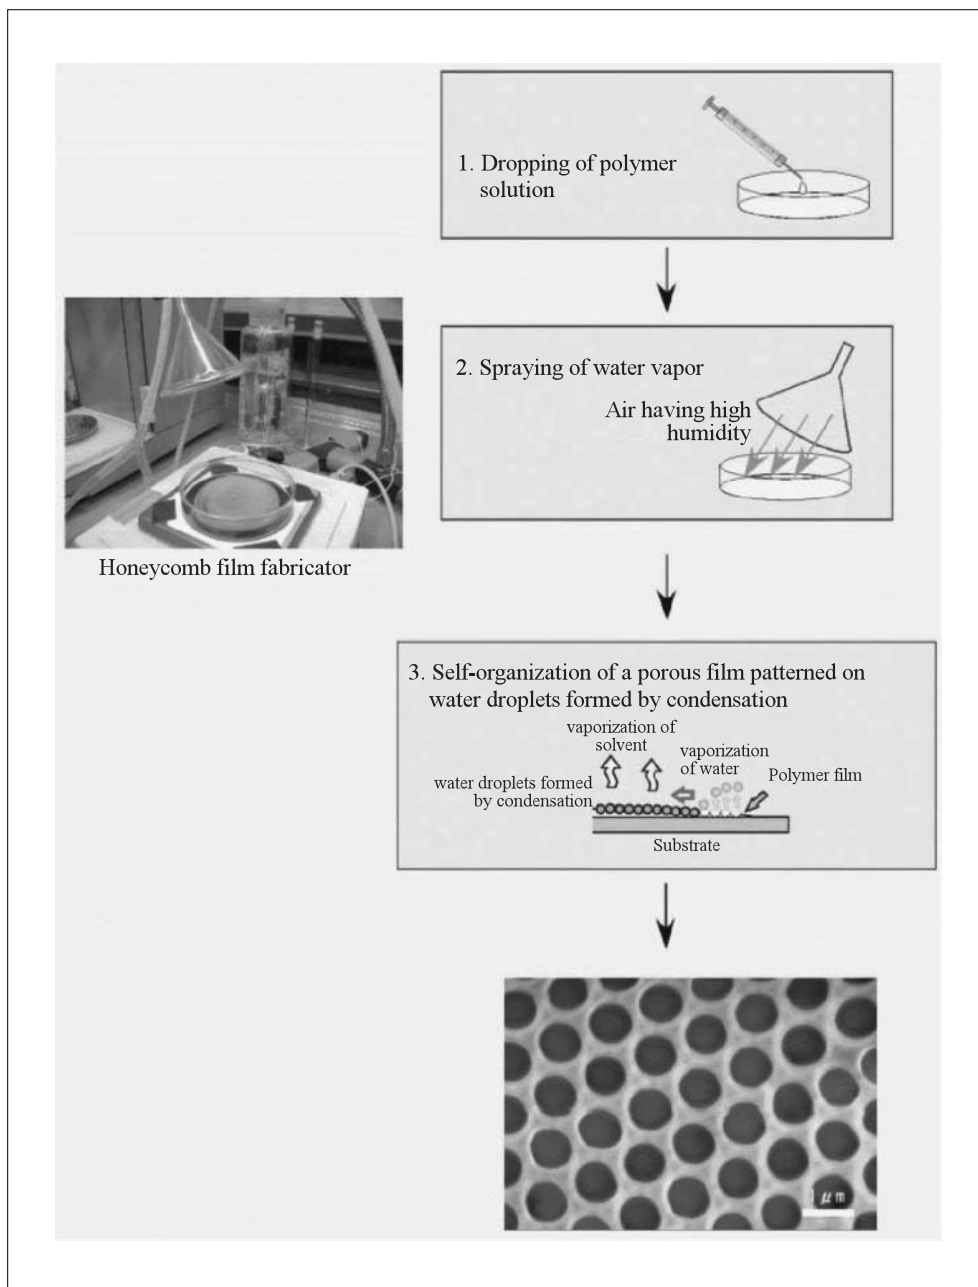 1. Dropping of polymer
solution
2. Spraying of water vapor
Air having high
humidity
Honeycomb film fabricator
3. Self-organization of a porous film patterned on
water droplets formed by condensation
vaporization of
solvent
vaporization
of water
Polymer film
water droplets formed
by condensation
Substrate
1 μm